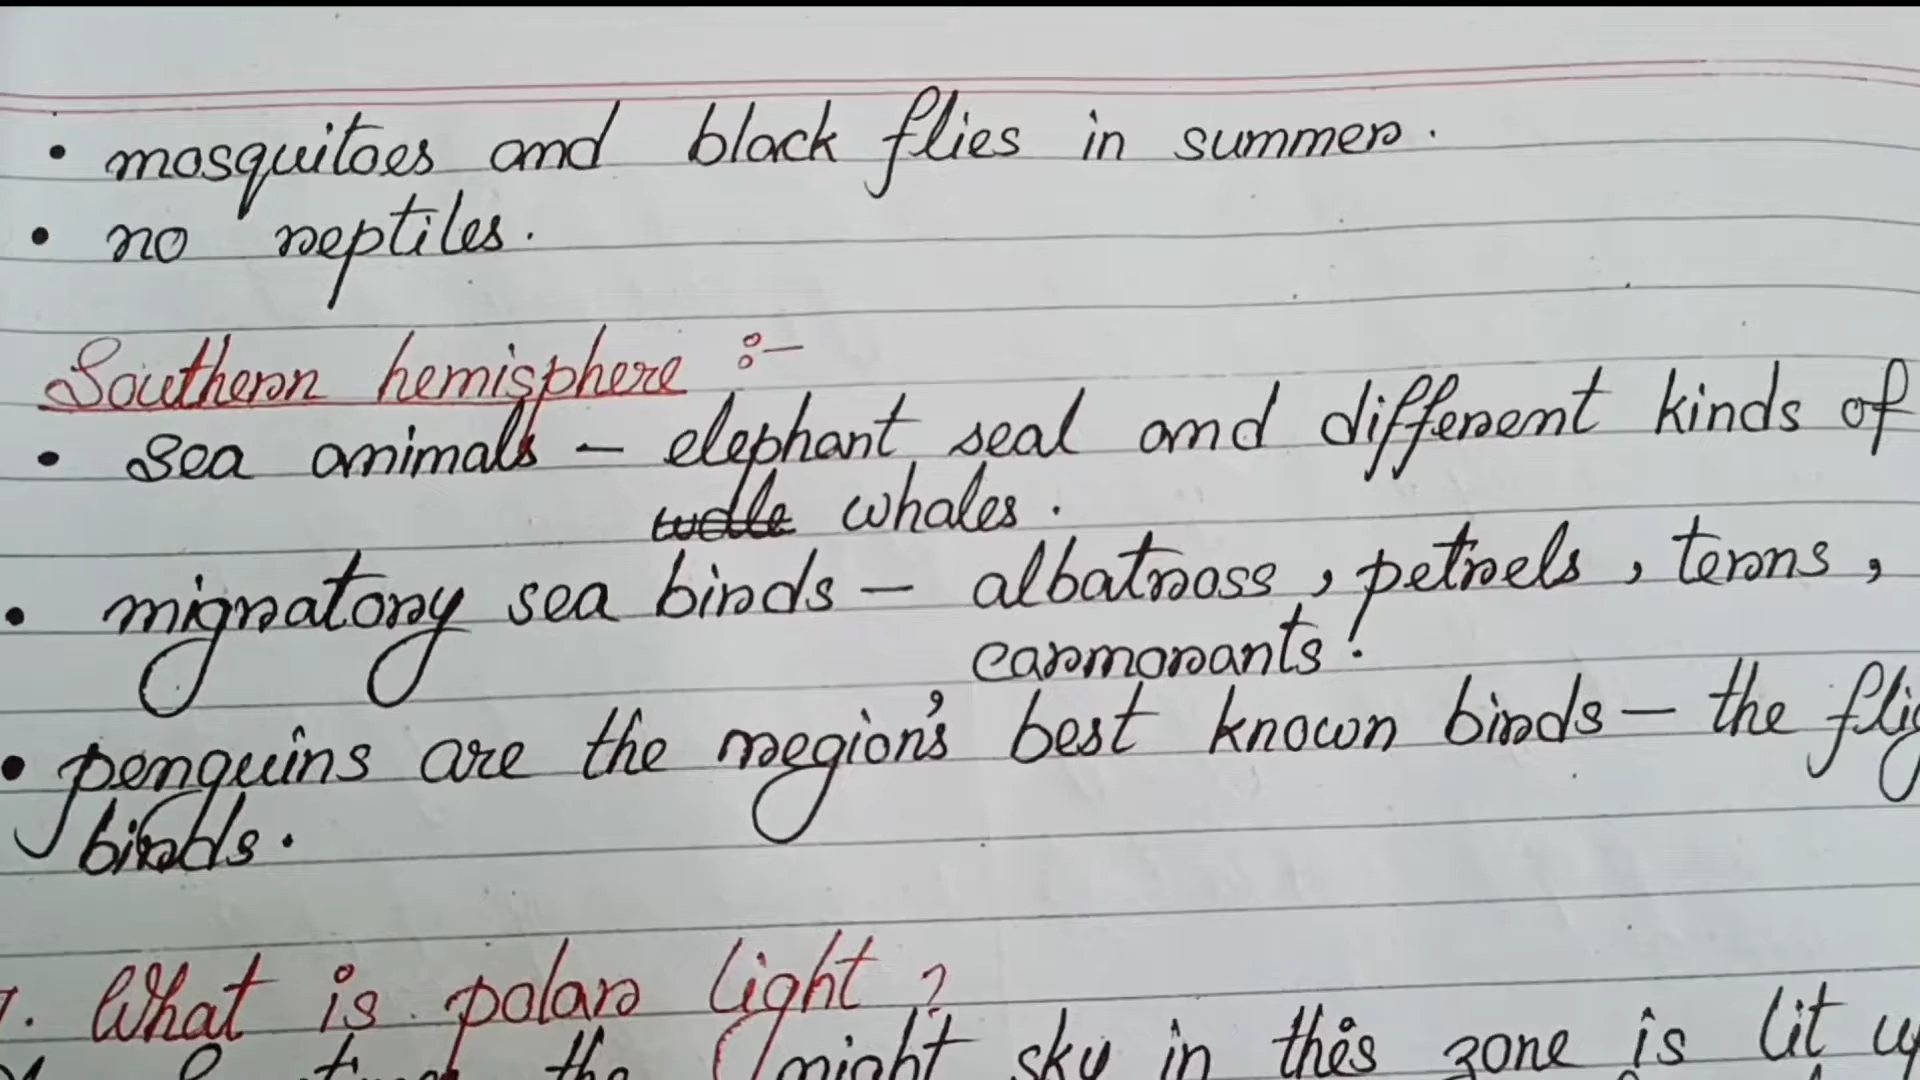 • mosquitoes and black flies in summer.
• no reptiles.
Southern hemisphere :-
• Sea animals – elephant seal and different kinds of
whales.
• migratory sea birds – albatross, petrels, terns,
carmorants.
• penguins are the region's best known birds – the
birds.
7. What is polar light ?
the night sky in this zone is lit